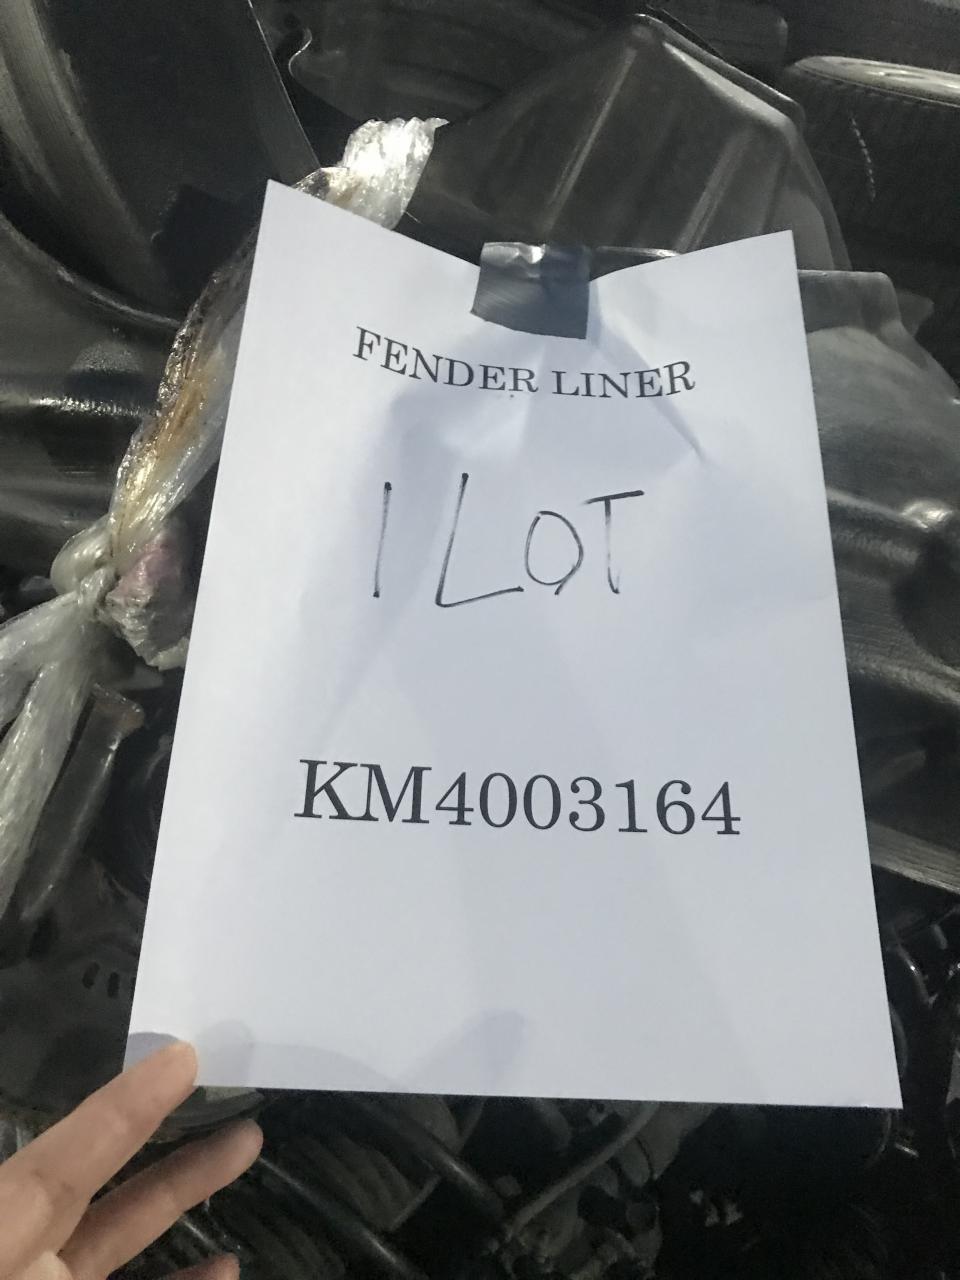 FENDER LINER
1 LOT
KM4003164